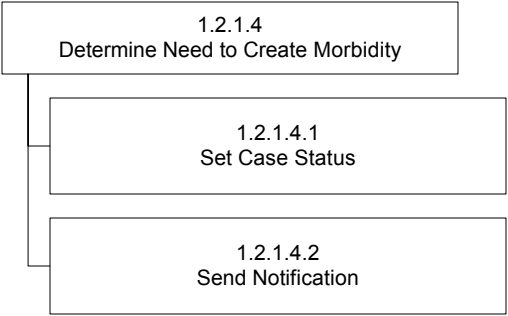 1.2.1.4
Determine Need to Create Morbidity
1.2.1.4.1
Set Case Status
1.2.1.4.2
Send Notification